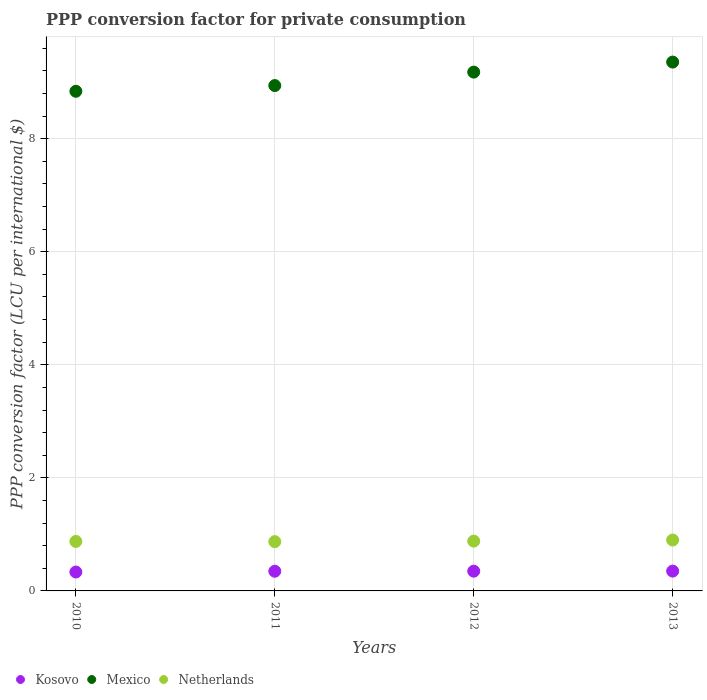 PPP conversion factor for private consumption
PPP conversion factor (LCU per international $)
8
6
4
2
0
2010
2011
2012
2013
Years
Kosovo
Mexico
Netherlands